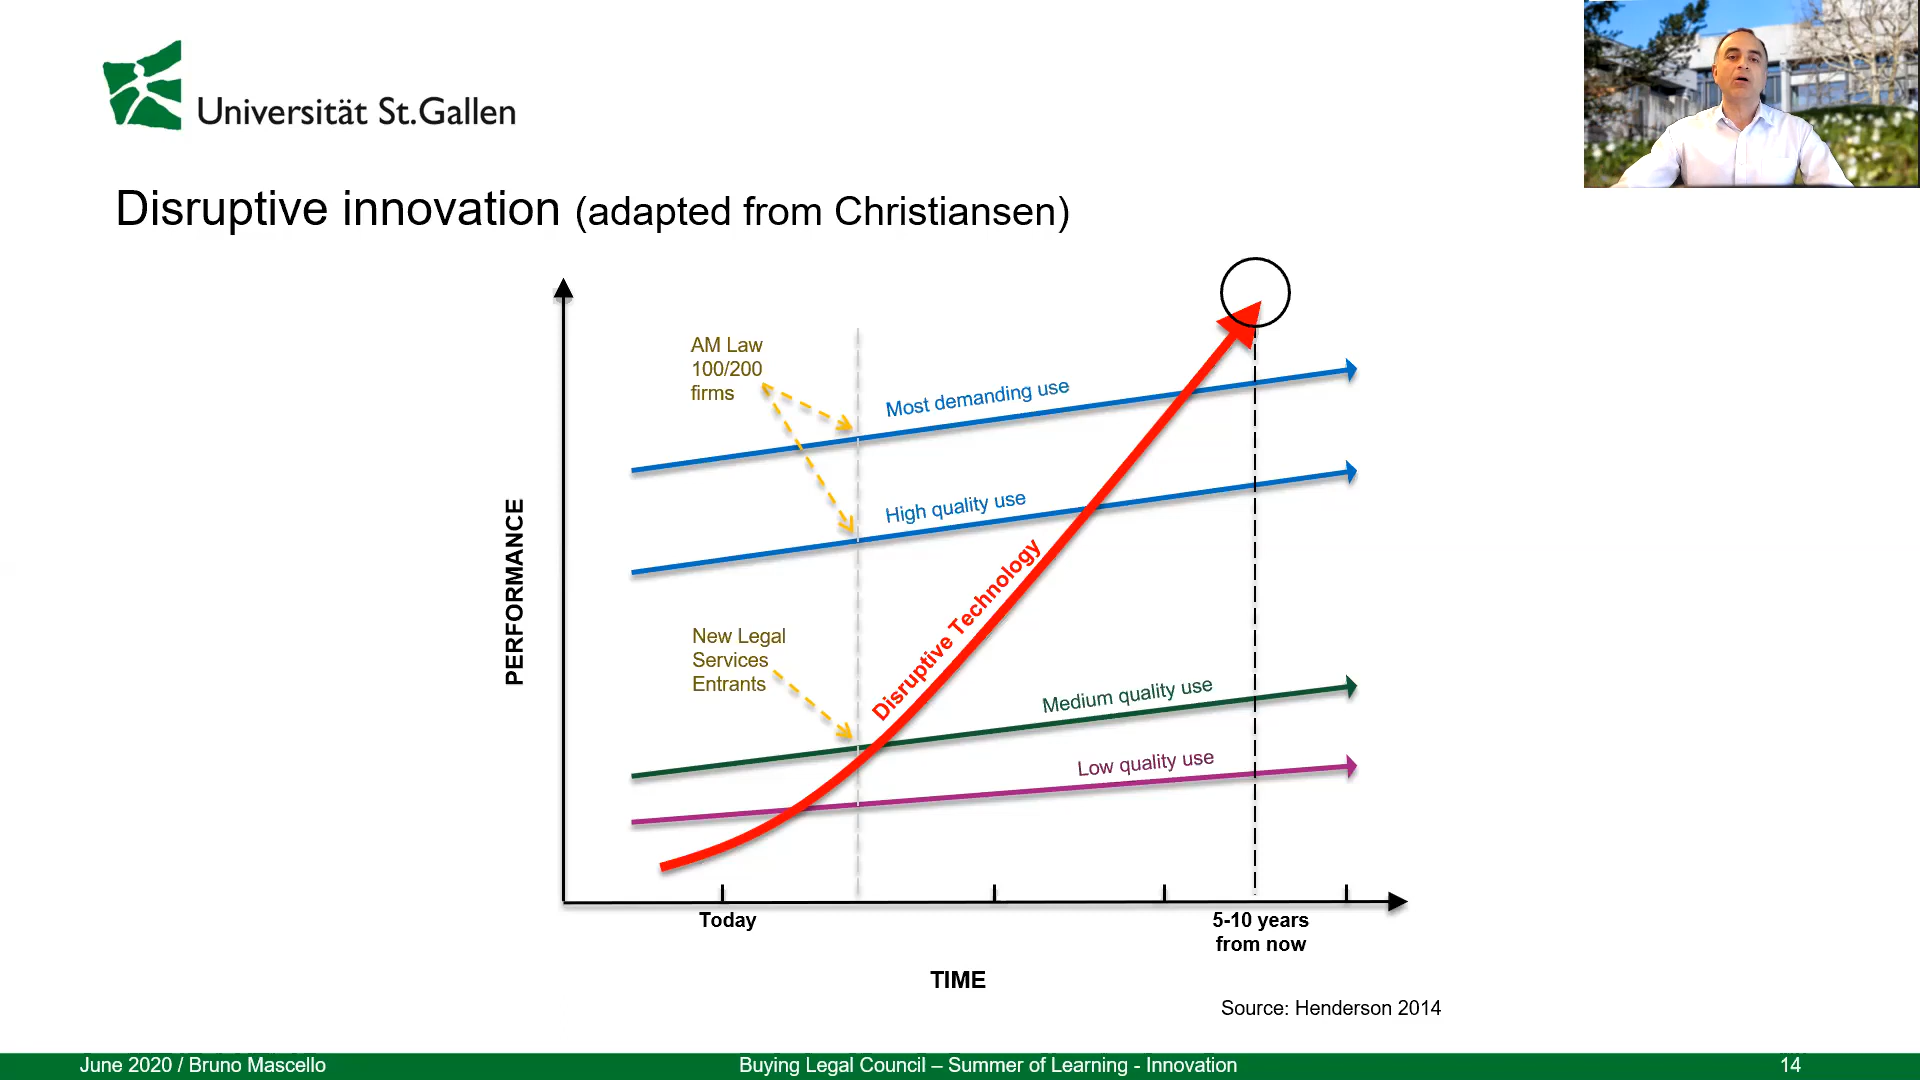 Universität St.Gallen
Disruptive innovation (adapted from Christiansen)
AM Law
100/200
firms
Most demanding use
High quality use
PERFORMANCE
Disruptive Technology
New Legal
Services
Entrants
Medium quality use
Low quality use
Today
5-10 years
from now
TIME
Source: Henderson 2014
June 2020 / Bruno Mascello
Buying Legal Council – Summer of Learning - Innovation
14